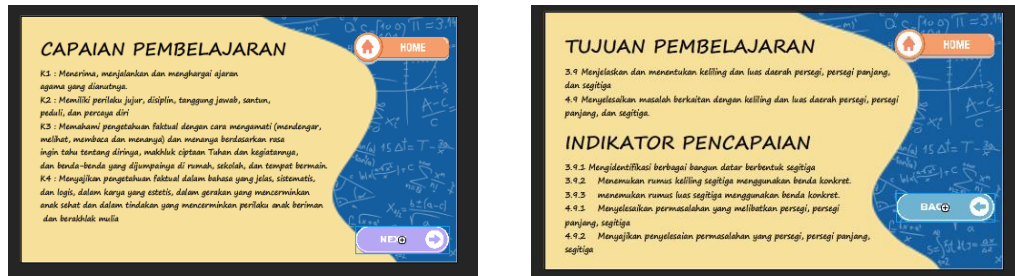 CAPAIAN PEMBELAJARAN
HOME
K1 : Menerima, menjalankan dan menghargai ajaran
agama yang dianutnya.
K2 : Memiliki perilaku jujur, disiplin, tanggung jawab, santun,
peduli, dan percaya diri
K3 : Memahami pengetahuan faktual dengan cara mengamati (mendengar,
melihat, membaca dan menanya) dan menanya berdasarkan rasa
ingin tahu tentang dirinya, makhluk ciptaan Tuhan dan kegiatannya,
dan benda-benda yang dijumpainya di rumah, sekolah, dan tempat bermain.
K4 : Menyajikan pengetahuan faktual dalam bahasa yang jelas, sistematis,
dan logis, dalam karya yang estetis, dalam gerakan yang mencerminkan
anak sehat dan dalam tindakan yang mencerminkan perilaku anak beriman
dan berakhlak mulia
TUJUAN PEMBELAJARAN
HOME
3.9 Menjelaskan dan menentukan keliling dan luas daerah persegi, persegi panjang,
dan segitiga
4.9 Menyelesaikan masalah berkaitan dengan keliling dan luas daerah persegi, persegi
panjang, dan segitiga.
INDIKATOR PENCAPAIAN
3.9.1 Mengidentifikasi berbagai bangun datar berbentuk segitiga
3.9.2 Menemukan rumus keliling segitiga menggunakan benda konkret.
3.9.3 menemukan rumus luas segitiga menggunakan benda konkret.
4.9.1 Menyelesaikan permasalahan yang melibatkan persegi, persegi
panjang, segitiga
4.9.2 Menyajikan penyelesaian permasalahan yang persegi, persegi panjang,
segitiga